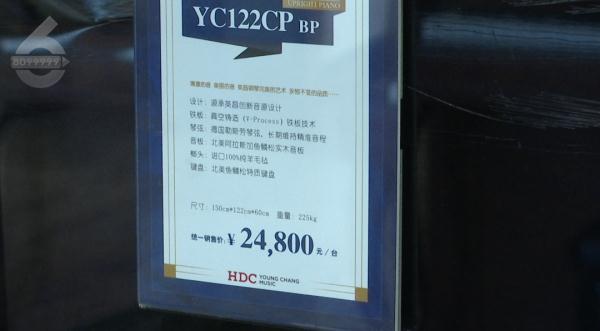 UPRIGHT PIANO
YC122CP BP
6
8099999
设计：源承英昌创新音源设计
铁板：真空铸造 (V-Process) 铁板技术
琴弦：德国勒斯劳琴弦，长期维持精准音程
音板：北美阿拉斯加鱼鳞松实木音板
榔头：进口100%纯羊毛毡
键盘：北美鱼鳞松特质键盘
尺寸：150cm*122cm*60cm 重量：225kg
统一销售价：¥24,800元/台
HDC YOUNG CHANG
MUSIC